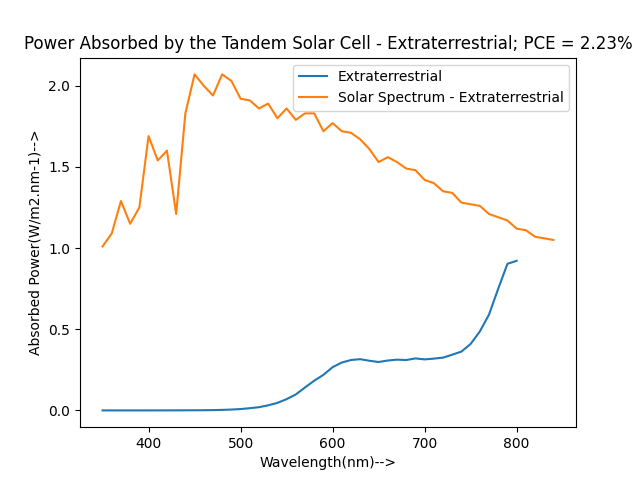 Power Absorbed by the Tandem Solar Cell - Extraterrestrial; PCE = 2.23%
Extraterrestrial
Solar Spectrum - Extraterrestrial
2.0
1.5
1.0
0.5
0.0
Absorbed Power(W/m2.nm-1)-->
400 500 600 700 800
Wavelength(nm)-->